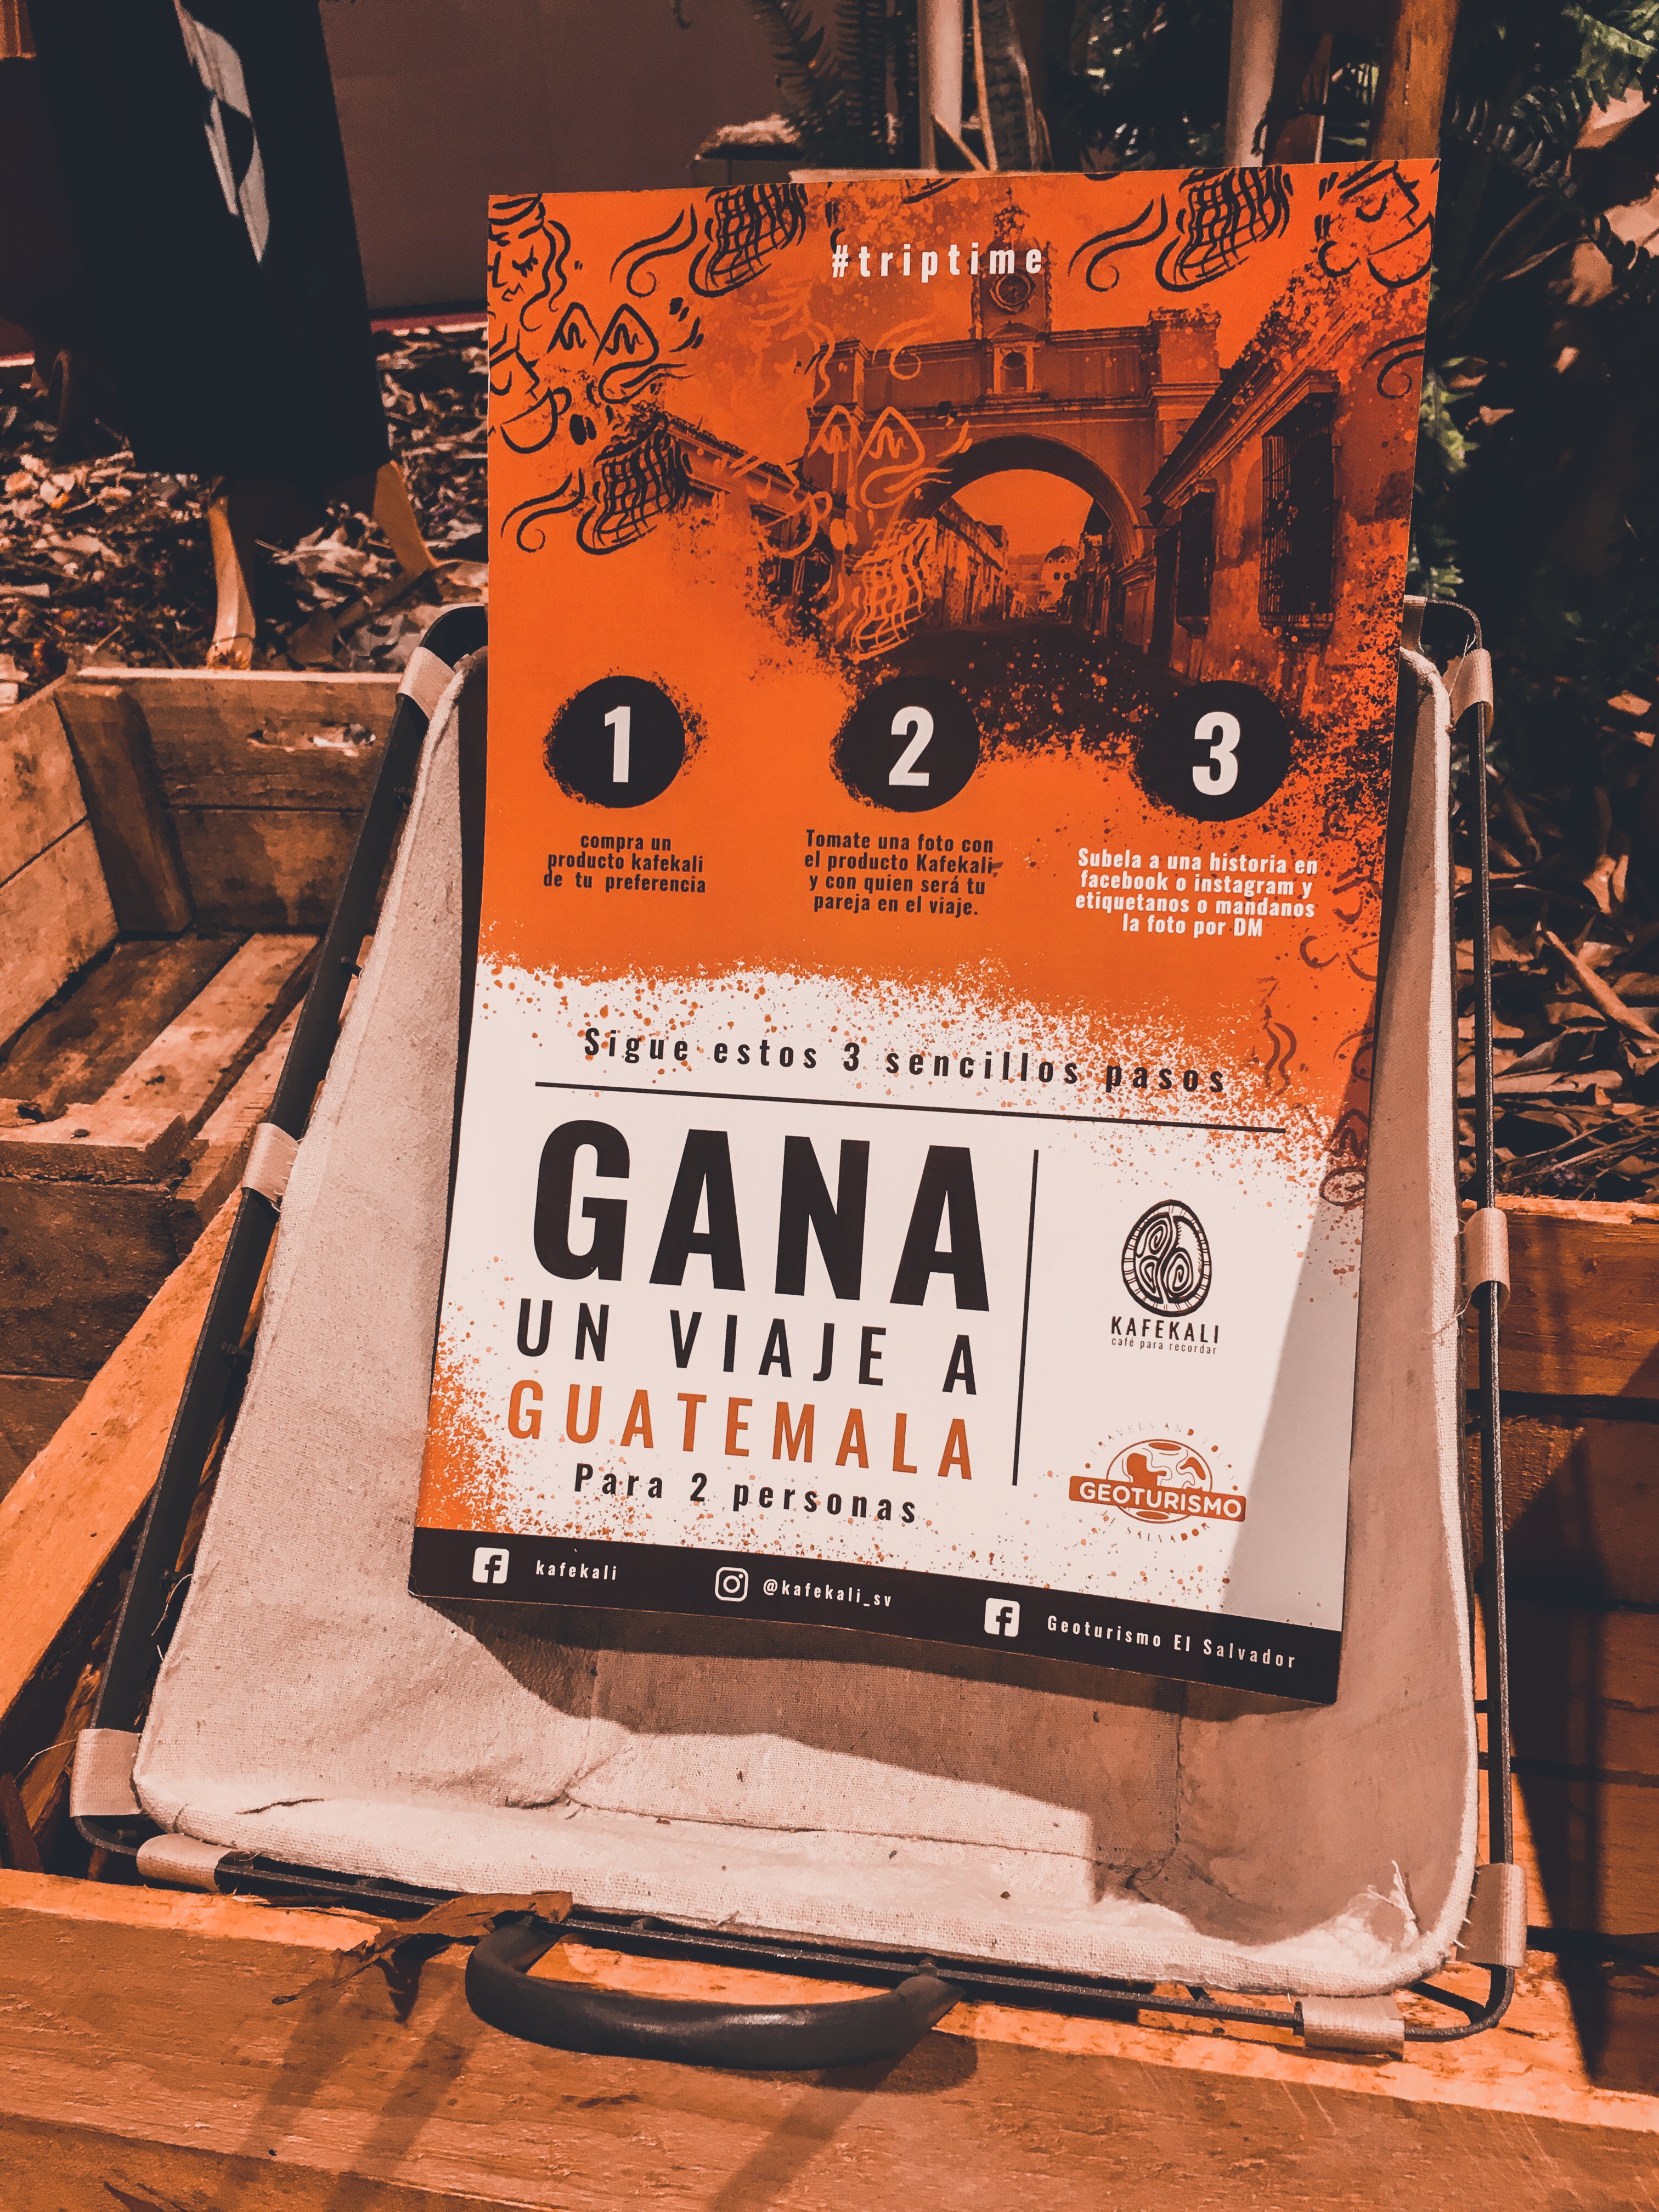 #triptime
1
compra un
producto kafekali
de tu preferencia
2
Tomate una foto con
el producto Kafekali,
y con quien será tu
pareja en el viaje.
3
Subela a una historia en
facebook o instagram y
etiquetanos o mandanos
la foto por DM
Sigue estos 3 sencillos pasos
GANA
UN VIAJE A
GUATEMALA
Para 2 personas
KAFEKALI
café para recordar
GEOTURISMO
EL SALVADOR
kafekali
@kafekali_sv
Geoturismo El Salvador